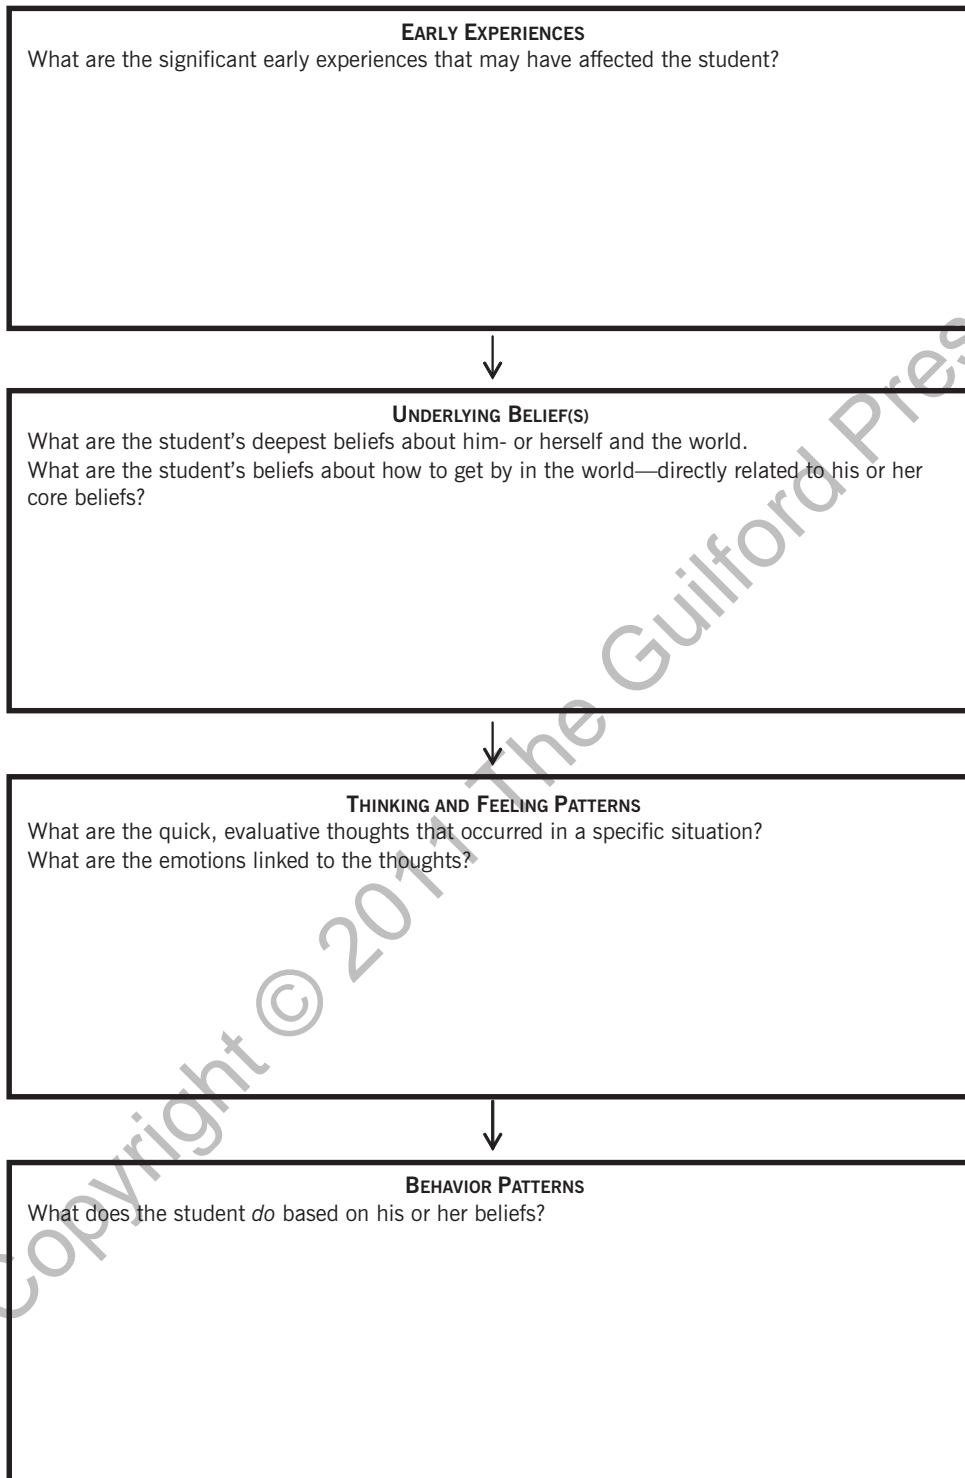 EARLY EXPERIENCES
What are the significant early experiences that may have affected the student?
UNDERLYING BELIEF(S)
What are the student’s deepest beliefs about him- or herself and the world.
What are the student’s beliefs about how to get by in the world—directly related to his or her
core beliefs?
THINKING AND FEELING PATTERNS
What are the quick, evaluative thoughts that occurred in a specific situation?
What are the emotions linked to the thoughts?
BEHAVIOR PATTERNS
What does the student do based on his or her beliefs?
Copyright © 2011 The Guilford Pres